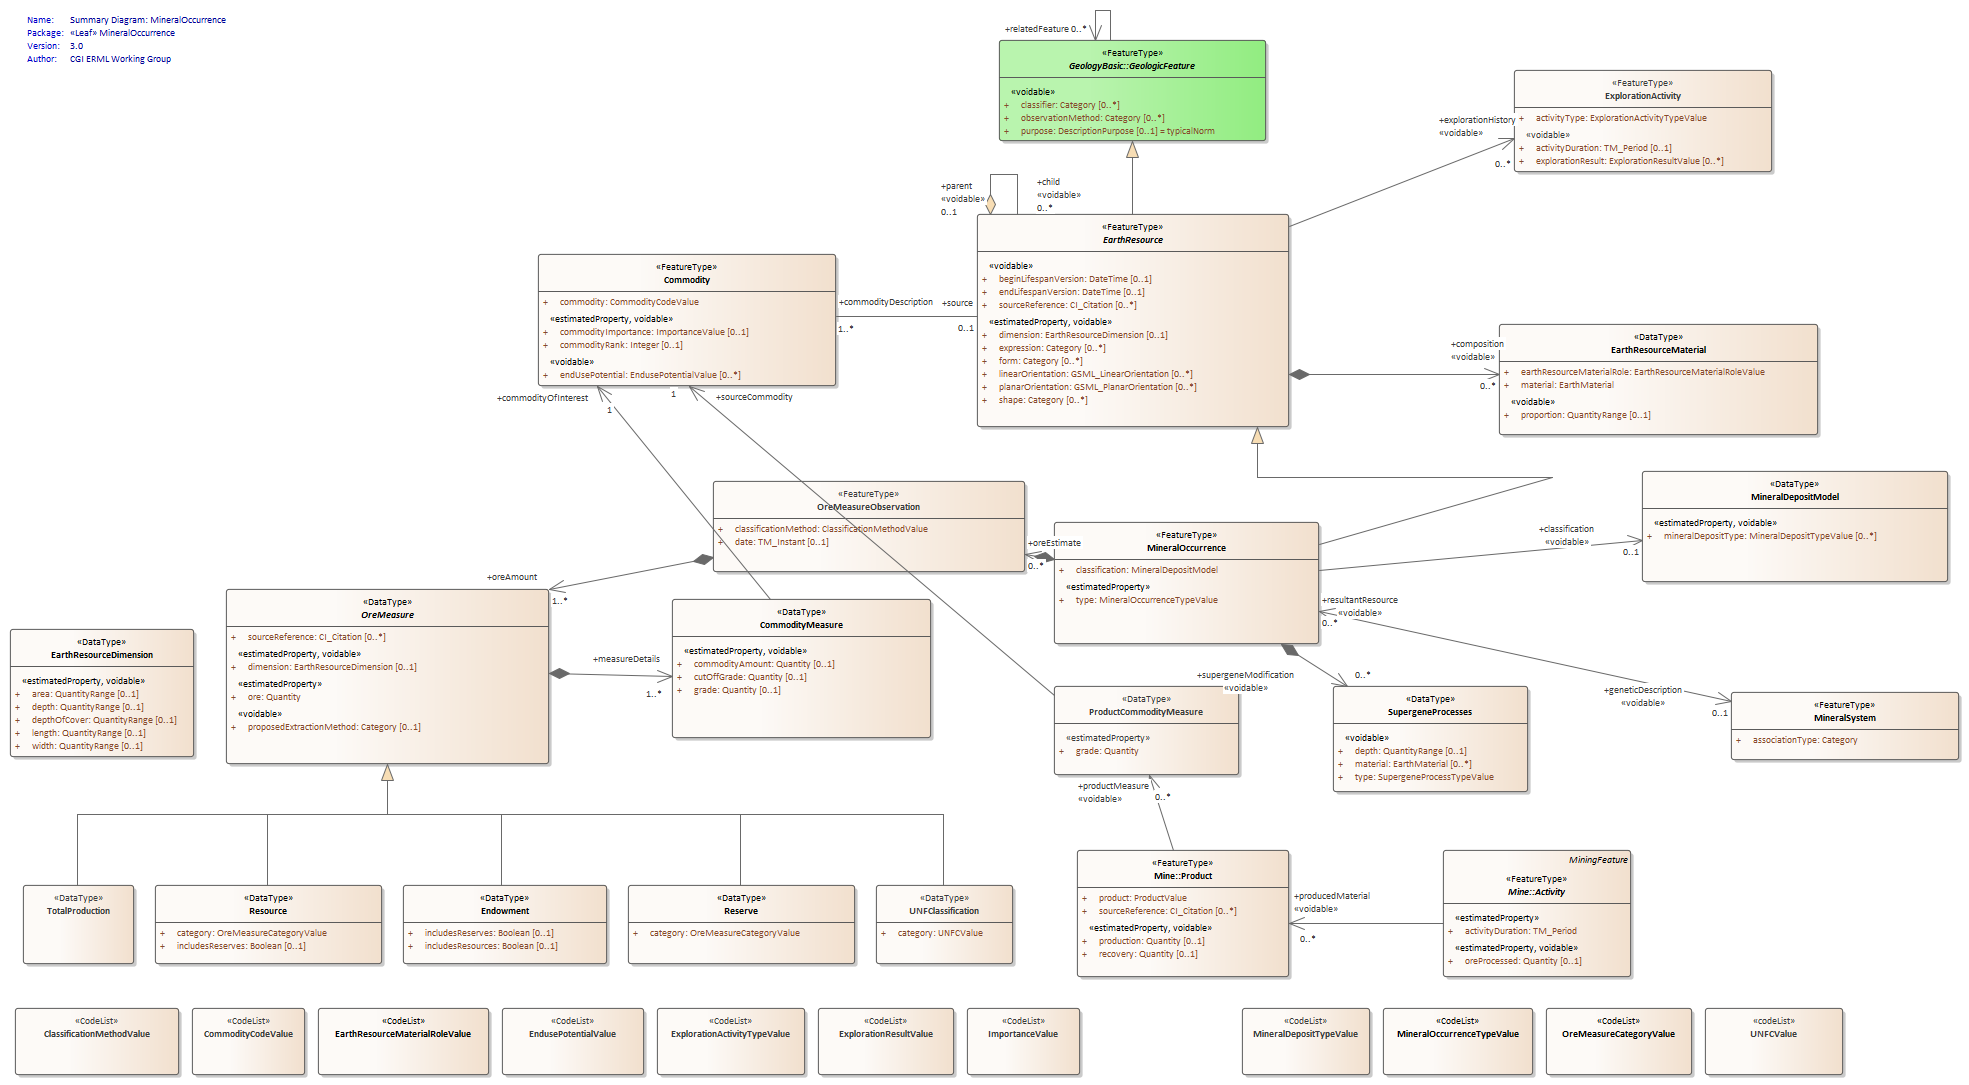 Name: Summary Diagram: MineralOccurrence
Package: «Leaf» MineralOccurrence
Version: 3.0
Author: CGI ERML Working Group
+relatedFeature 0..*
«FeatureType»
GeologyBasic::GeologicFeature
«voidable»
+ classifier: Category [0..*]
+ observationMethod: Category [0..*]
+ purpose: DescriptionPurpose [0..1] = typicalNorm
«FeatureType»
ExplorationActivity
+ activityType: ExplorationActivityTypeValue
«voidable»
+ activityDuration: TM_Period [0..1]
+ explorationResult: ExplorationResultValue [0..*]
+explorationHistory
«voidable»
0..*
+parent
«voidable»
0..1
+child
«voidable»
0..*
«FeatureType»
EarthResource
«voidable»
+ beginLifespanVersion: DateTime [0..1]
+ endLifespanVersion: DateTime [0..1]
+ sourceReference: CI_Citation [0..*]
«estimatedProperty, voidable»
+ dimension: EarthResourceDimension [0..1]
+ expression: Category [0..*]
+ form: Category [0..*]
+ linearOrientation: GSML_LinearOrientation [0..*]
+ planarOrientation: GSML_PlanarOrientation [0..*]
+ shape: Category [0..*]
«FeatureType»
Commodity
+ commodity: CommodityCodeValue
«estimatedProperty, voidable»
+ commodityImportance: ImportanceValue [0..1]
+ commodityRank: Integer [0..1]
«voidable»
+ endUsePotential: EndusePotentialValue [0..*]
+commodityDescription
1..*
+source
0..1
+composition
«voidable»
0..*
«DataType»
EarthResourceMaterial
+ earthResourceMaterialRole: EarthResourceMaterialRoleValue
+ material: EarthMaterial
«voidable»
+ proportion: QuantityRange [0..1]
+commodityOfInterest
1
1
+sourceCommodity
«FeatureType»
OreMeasureObservation
+ classificationMethod: ClassificationMethodValue
+ date: TM_Instant [0..1]
+oreEstimate
0..*
«FeatureType»
MineralOccurrence
+ classification: MineralDepositModel
«estimatedProperty»
+ type: MineralOccurrenceTypeValue
+classification
«voidable»
0..1
«DataType»
MineralDepositModel
«estimatedProperty, voidable»
+ mineralDepositType: MineralDepositTypeValue [0..*]
+oreAmount
1..*
«DataType»
OreMeasure
+ sourceReference: CI_Citation [0..*]
«estimatedProperty, voidable»
+ dimension: EarthResourceDimension [0..1]
«estimatedProperty»
+ ore: Quantity
«voidable»
+ proposedExtractionMethod: Category [0..1]
«DataType»
EarthResourceDimension
«estimatedProperty, voidable»
+ area: QuantityRange [0..1]
+ depth: QuantityRange [0..1]
+ depthOfCover: QuantityRange [0..1]
+ length: QuantityRange [0..1]
+ width: QuantityRange [0..1]
+measureDetails
1..*
«DataType»
CommodityMeasure
«estimatedProperty, voidable»
+ commodityAmount: Quantity [0..1]
+ cutOffGrade: Quantity [0..1]
+ grade: Quantity [0..1]
+resultantResource
«voidable»
0..*
+geneticDescription
«voidable»
0..1
«FeatureType»
MineralSystem
+ associationType: Category
+supergeneModification
«voidable»
0..*
«DataType»
SupergeneProcesses
«voidable»
+ depth: QuantityRange [0..1]
+ material: EarthMaterial [0..*]
+ type: SupergeneProcessTypeValue
«DataType»
ProductCommodityMeasure
«estimatedProperty»
+ grade: Quantity
+productMeasure
«voidable»
0..*
«FeatureType»
Mine::Product
+ product: ProductValue
+ sourceReference: CI_Citation [0..*]
«estimatedProperty, voidable»
+ production: Quantity [0..1]
+ recovery: Quantity [0..1]
+producedMaterial
«voidable»
0..*
MiningFeature
«FeatureType»
Mine::Activity
«estimatedProperty»
+ activityDuration: TM_Period
«estimatedProperty, voidable»
+ oreProcessed: Quantity [0..1]
«DataType»
TotalProduction
«DataType»
Resource
+ category: OreMeasureCategoryValue
+ includesReserves: Boolean [0..1]
«DataType»
Endowment
+ includesReserves: Boolean [0..1]
+ includesResources: Boolean [0..1]
«DataType»
Reserve
+ category: OreMeasureCategoryValue
«DataType»
UNFClassification
+ category: UNFCValue
«CodeList»
ClassificationMethodValue
«CodeList»
CommodityCodeValue
«CodeList»
EarthResourceMaterialRoleValue
«CodeList»
EndusePotentialValue
«CodeList»
ExplorationActivityTypeValue
«CodeList»
ExplorationResultValue
«CodeList»
ImportanceValue
«CodeList»
MineralDepositTypeValue
«CodeList»
MineralOccurrenceTypeValue
«CodeList»
OreMeasureCategoryValue
«codeList»
UNFCValue